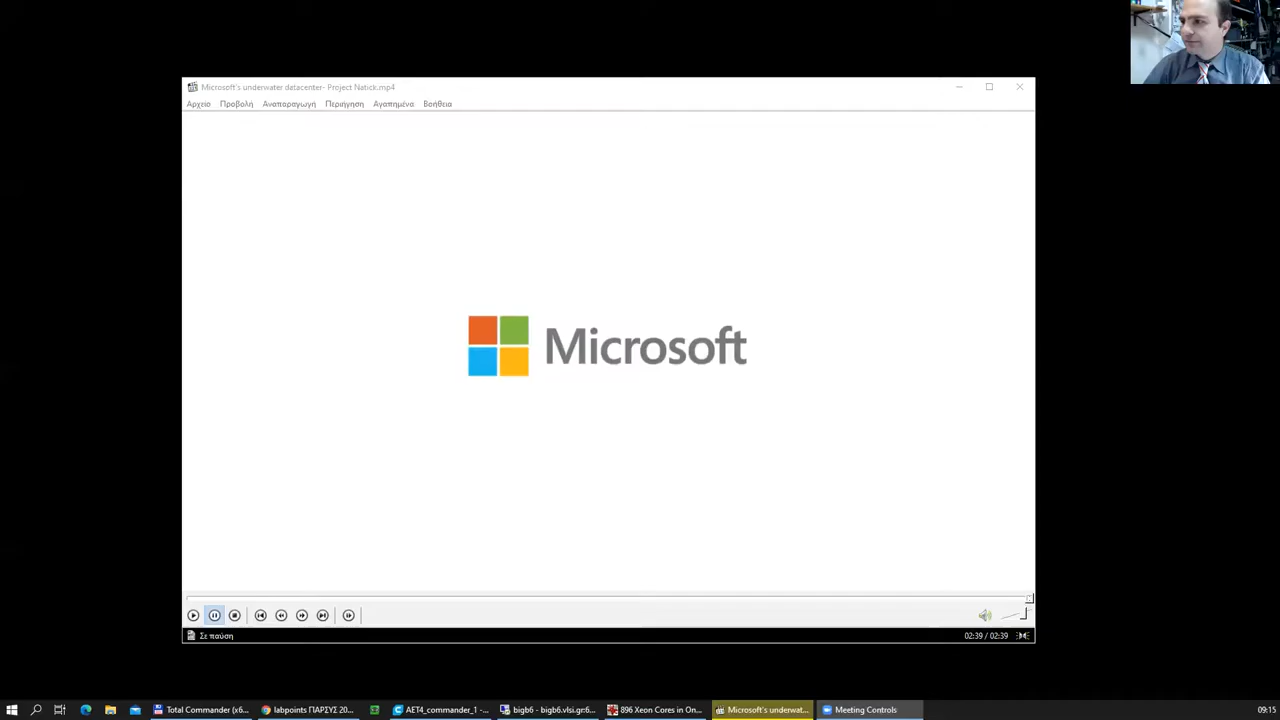 Microsoft's underwater datacenter- Project Natick.mp4
Αρχείο Προβολή Αναπαραγωγή Περιήγηση Αγαπημένα Βοήθεια
Microsoft
Σε παύση
02:39 / 02:39
Total Commander (x6...
labpoints ΠΑΡΣΥΣ 20...
AET4_commander_1 -...
bigb6 - bigb6.vlsi.gr:6...
896 Xeon Cores in On...
Microsoft's underwat...
Meeting Controls
09:15